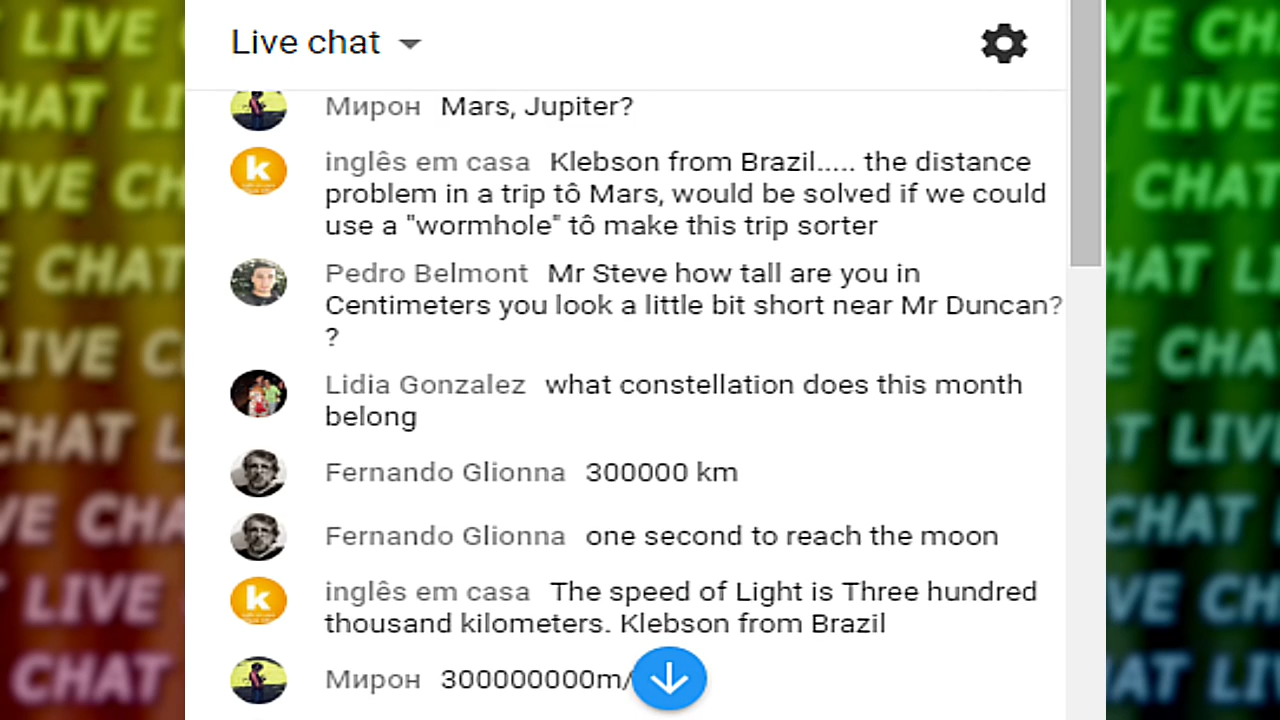 Live chat
Мирон Mars, Jupiter?
inglês em casa Klebson from Brazil..... the distance
problem in a trip tô Mars, would be solved if we could
use a "wormhole" tô make this trip sorter
Pedro Belmont Mr Steve how tall are you in
Centimeters you look a little bit short near Mr Duncan?
?
Lidia Gonzalez what constellation does this month
belong
Fernando Glionna 300000 km
Fernando Glionna one second to reach the moon
inglês em casa The speed of Light is Three hundred
thousand kilometers. Klebson from Brazil
Мирон 300000000m/